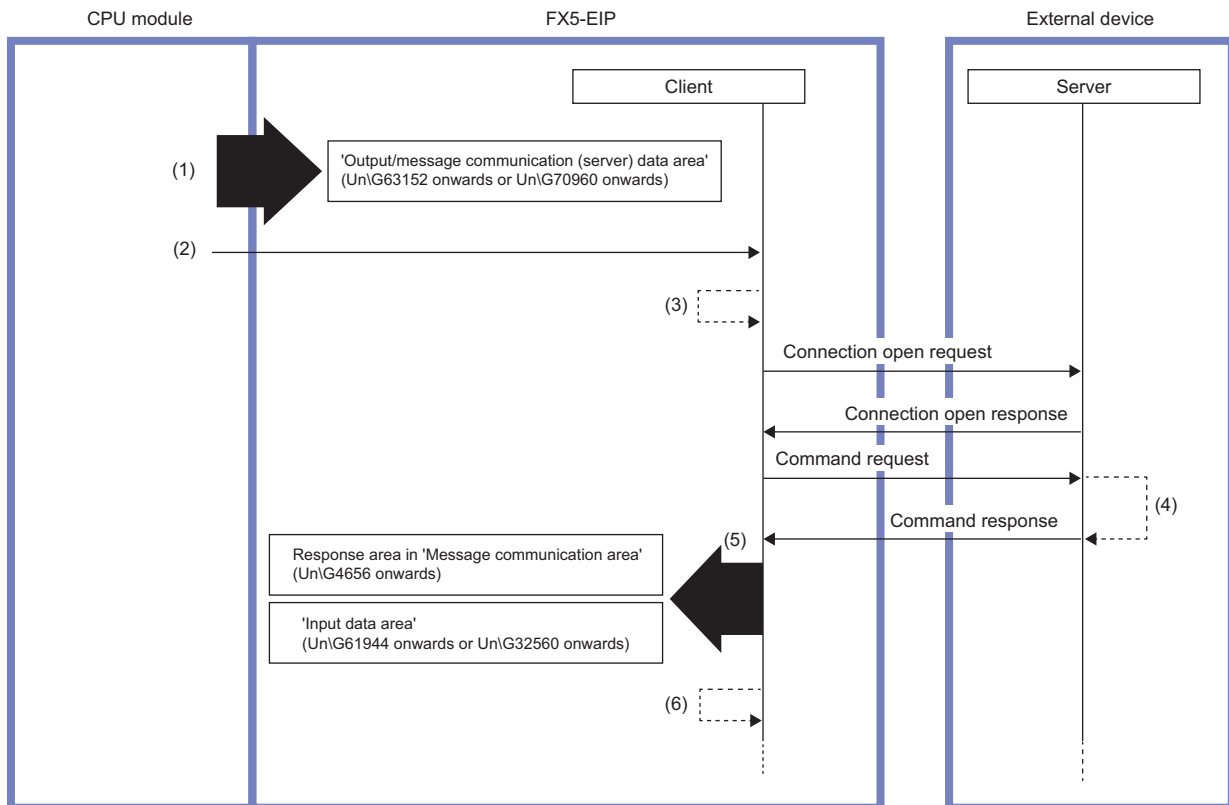 CPU module
FX5-EIP
External device
Client
Server
(1)
'Output/message communication (server) data area'
(Un\G63152 onwards or Un\G70960 onwards)
(2)
(3)
Connection open request
Connection open response
Command request
(4)
Command response
(5)
Response area in 'Message communication area'
(Un\G4656 onwards)
'Input data area'
(Un\G61944 onwards or Un\G32560 onwards)
(6)